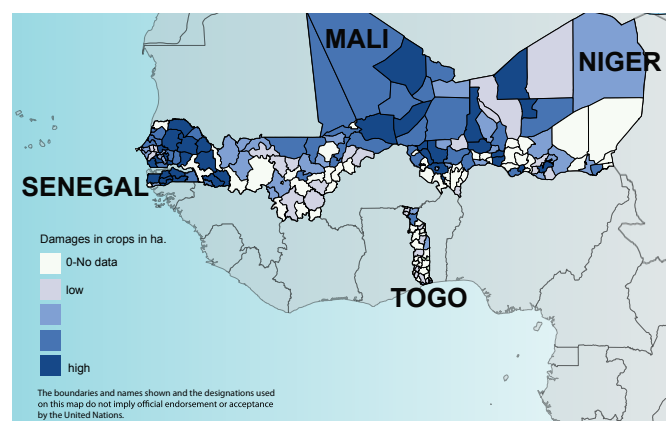 MALI
NIGER
SENEGAL
Damages in crops in ha.
0-No data
low
high
TOGO
The boundaries and names shown and the designations used
on this map do not imply official endorsement or acceptance
by the United Nations.